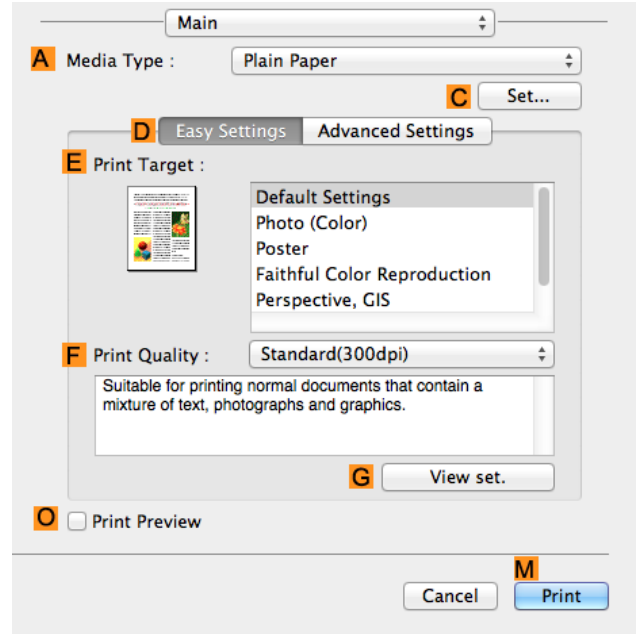 Main
A Media Type : Plain Paper
C Set...
D Easy Settings Advanced Settings
E Print Target :
Default Settings
Photo (Color)
Poster
Faithful Color Reproduction
Perspective, GIS
F Print Quality : Standard(300dpi)
Suitable for printing normal documents that contain a
mixture of text, photographs and graphics.
G View set.
O Print Preview
M
Cancel Print